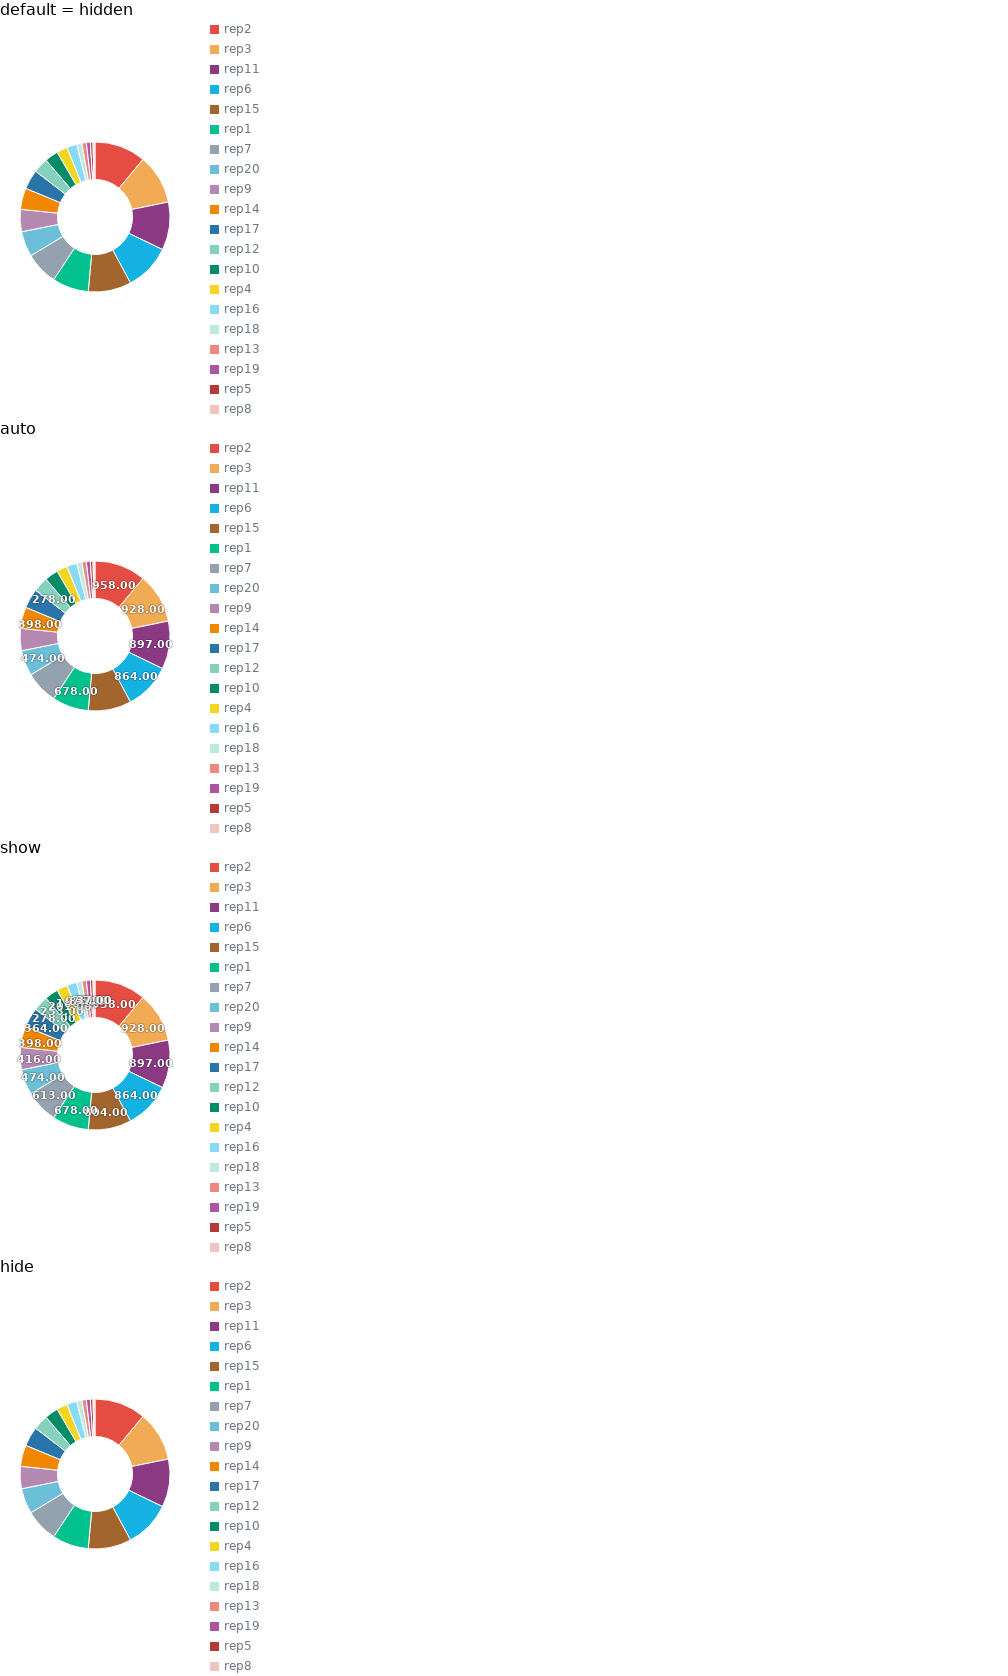 default = hidden
rep2
rep3
rep11
rep6
rep15
rep1
rep7
rep20
rep9
rep14
rep17
rep12
rep10
rep4
rep16
rep18
rep13
rep19
rep5
rep8
auto
958.00
928.00
897.00
864.00
678.00
474.00
398.00
278.00
rep2
rep3
rep11
rep6
rep15
rep1
rep7
rep20
rep9
rep14
rep17
rep12
rep10
rep4
rep16
rep18
rep13
rep19
rep5
rep8
show
928.00
897.00
864.00
678.00
613.00
474.00
416.00
398.00
364.00
278.00
rep2
rep3
rep11
rep6
rep15
rep1
rep7
rep20
rep9
rep14
rep17
rep12
rep10
rep4
rep16
rep18
rep13
rep19
rep5
rep8
hide
rep2
rep3
rep11
rep6
rep15
rep1
rep7
rep20
rep9
rep14
rep17
rep12
rep10
rep4
rep16
rep18
rep13
rep19
rep5
rep8